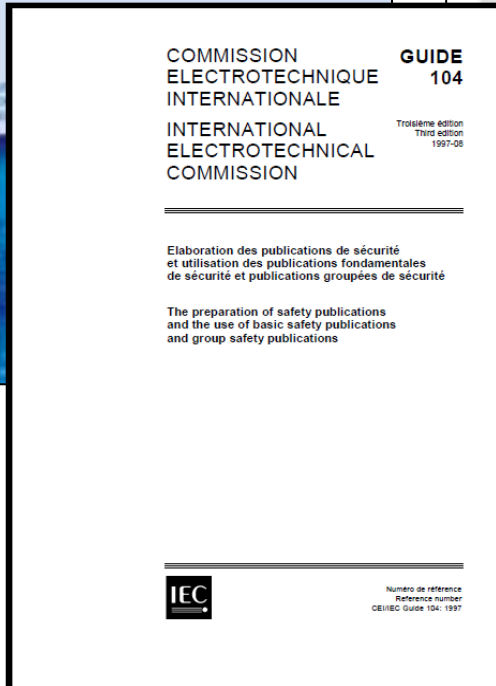 COMMISSION
ELECTROTECHNIQUE
INTERNATIONALE
INTERNATIONAL
ELECTROTECHNICAL
COMMISSION
GUIDE
104
Troisième édition
Third edition
1997-08
Elaboration des publications de sécurité
et utilisation des publications fondamentales
de sécurité et publications groupées de sécurité
The preparation of safety publications
and the use of basic safety publications
and group safety publications
IEC
Numéro de référence
Reference number
CEI/IEC Guide 104: 1997